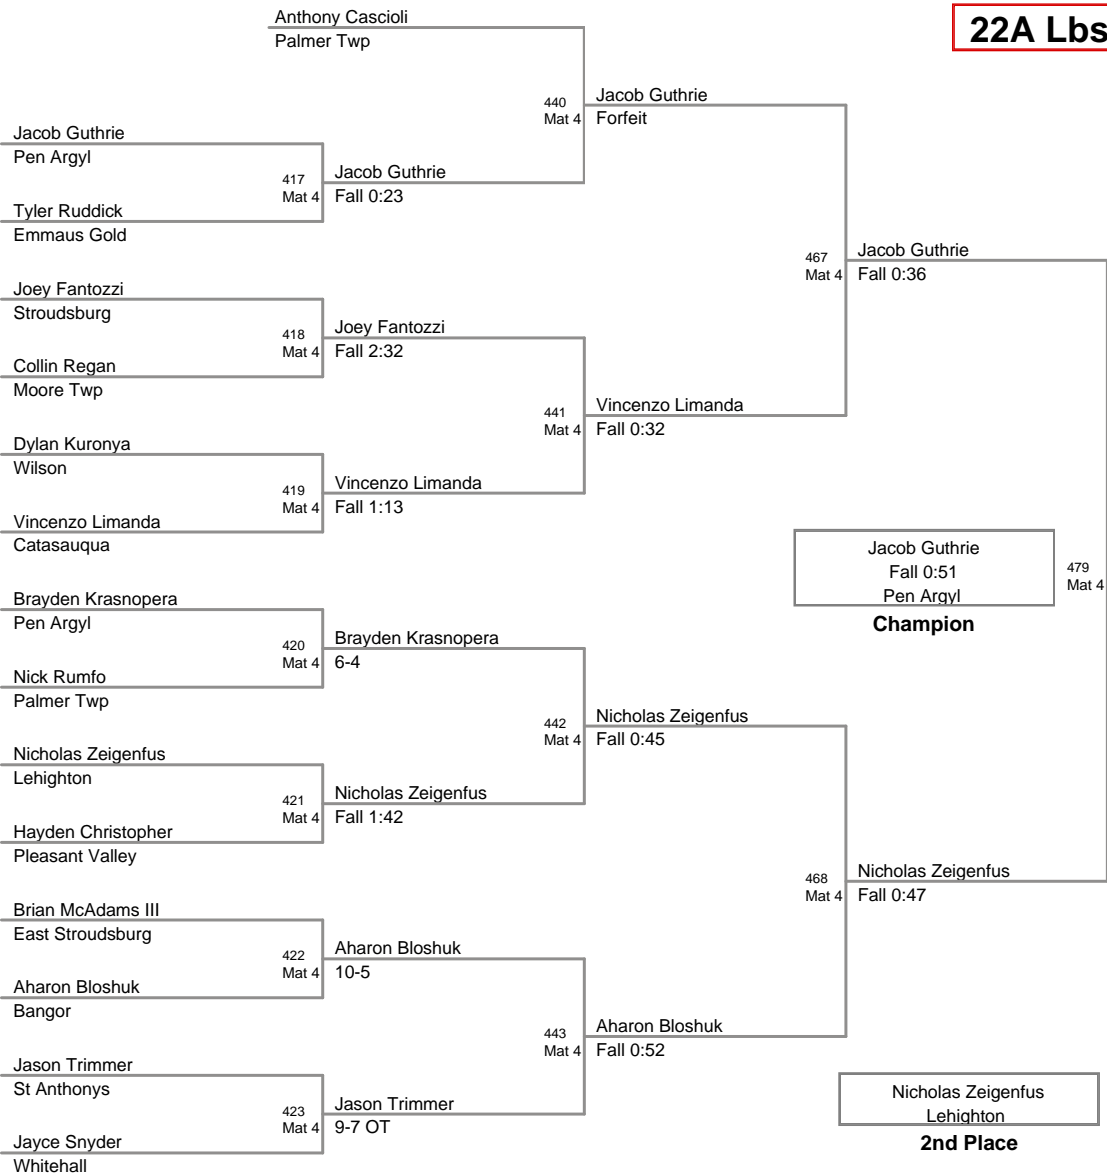 Anthony Cascioli
Palmer Twp
22A Lbs
440
Mat 4
Jacob Guthrie
Forfeit
Jacob Guthrie
Pen Argyl
417
Mat 4
Jacob Guthrie
Fall 0:23
Tyler Ruddick
Emmaus Gold
467
Mat 4
Jacob Guthrie
Fall 0:36
Joey Fantozzi
Stroudsburg
418
Mat 4
Joey Fantozzi
Fall 2:32
Collin Regan
Moore Twp
441
Mat 4
Vincenzo Limanda
Fall 0:32
Dylan Kuronya
Wilson
419
Mat 4
Vincenzo Limanda
Fall 1:13
Vincenzo Limanda
Catasauqua
Jacob Guthrie
Fall 0:51
Pen Argyl
Champion
479
Mat 4
Brayden Krasnopera
Pen Argyl
420
Mat 4
Brayden Krasnopera
6-4
Nick Rumfo
Palmer Twp
442
Mat 4
Nicholas Zeigenfus
Fall 0:45
Nicholas Zeigenfus
Lehighton
421
Mat 4
Nicholas Zeigenfus
Fall 1:42
Hayden Christopher
Pleasant Valley
468
Mat 4
Nicholas Zeigenfus
Fall 0:47
Brian McAdams III
East Stroudsburg
422
Mat 4
Aharon Bloshuk
10-5
Aharon Bloshuk
Bangor
443
Mat 4
Aharon Bloshuk
Fall 0:52
Jason Trimmer
St Anthonys
423
Mat 4
Jason Trimmer
9-7 OT
Jayce Snyder
Whitehall
Nicholas Zeigenfus
Lehighton
2nd Place